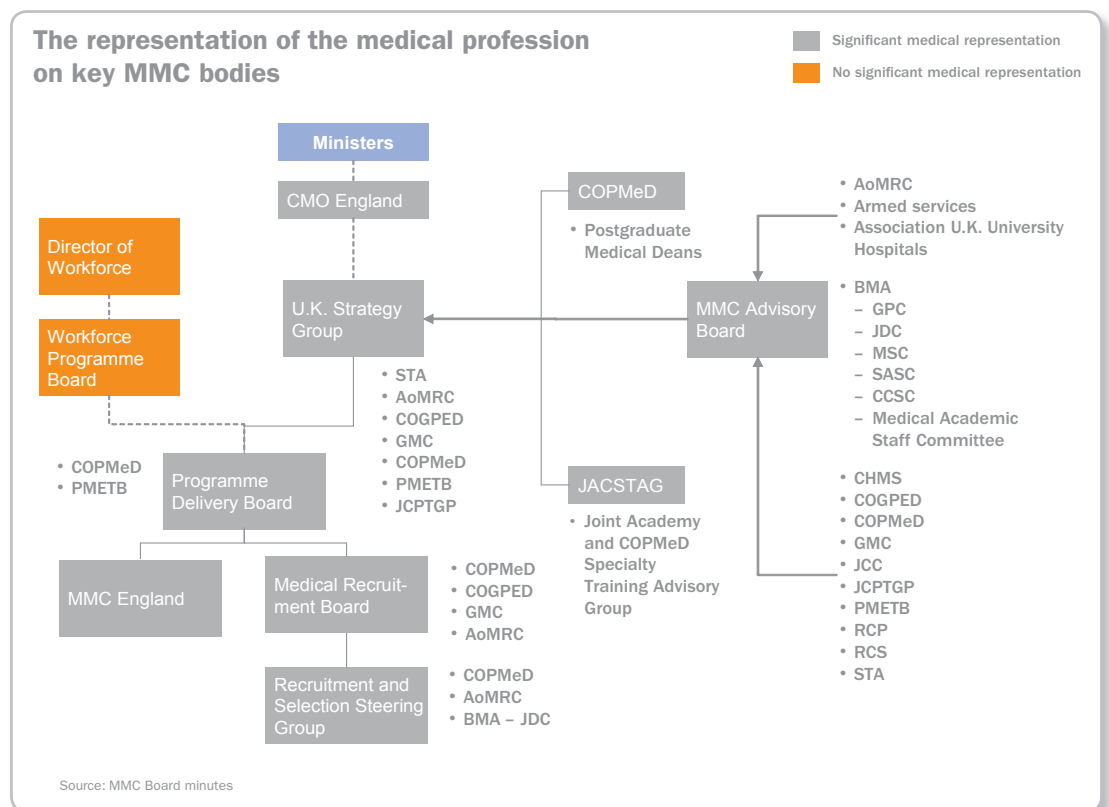 The representation of the medical profession
on key MMC bodies
Significant medical representation
No significant medical representation
Ministers
CMO England
Director of
Workforce
Workforce
Programme
Board
U.K. Strategy
Group
• STA
• AoMRC
• COGPED
• GMC
• COPMeD
• PMETB
• JCPTGP
• COPMeD
• PMETB
Programme
Delivery Board
MMC England
Medical Recruit-
ment Board
• COPMeD
• COGPED
• GMC
• AoMRC
Recruitment and
Selection Steering
Group
• COPMeD
• AoMRC
• BMA – JDC
COPMeD
• Postgraduate
Medical Deans
JACSTAG
• Joint Academy
and COPMeD
Specialty
Training Advisory
Group
MMC Advisory
Board
• AoMRC
• Armed services
• Association U.K. University
Hospitals
• BMA
– GPC
– JDC
– MSC
– SASC
– CCSC
– Medical Academic
Staff Committee
• CHMS
• COGPED
• COPMeD
• GMC
• JCC
• JCPTGP
• PMETB
• RCP
• RCS
• STA
Source: MMC Board minutes